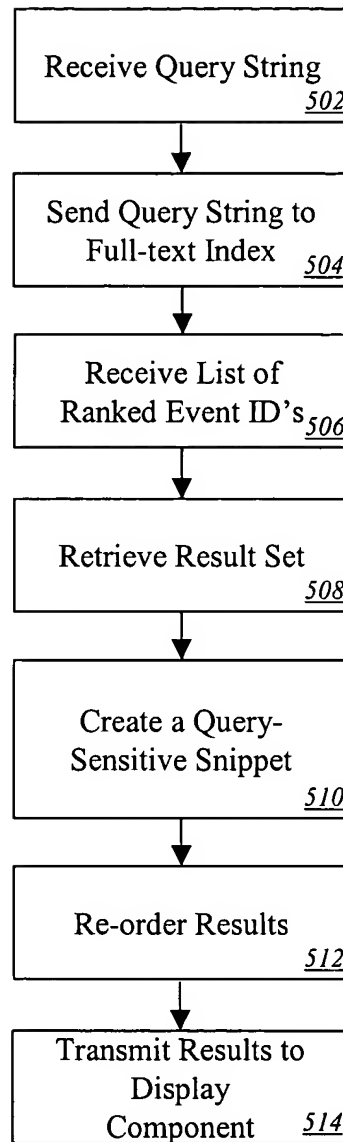 Receive Query String
502
Send Query String to
Full-text Index
504
Receive List of
Ranked Event ID's
506
Retrieve Result Set
508
Create a Query-
Sensitive Snippet
510
Re-order Results
512
Transmit Results to
Display
Component
514